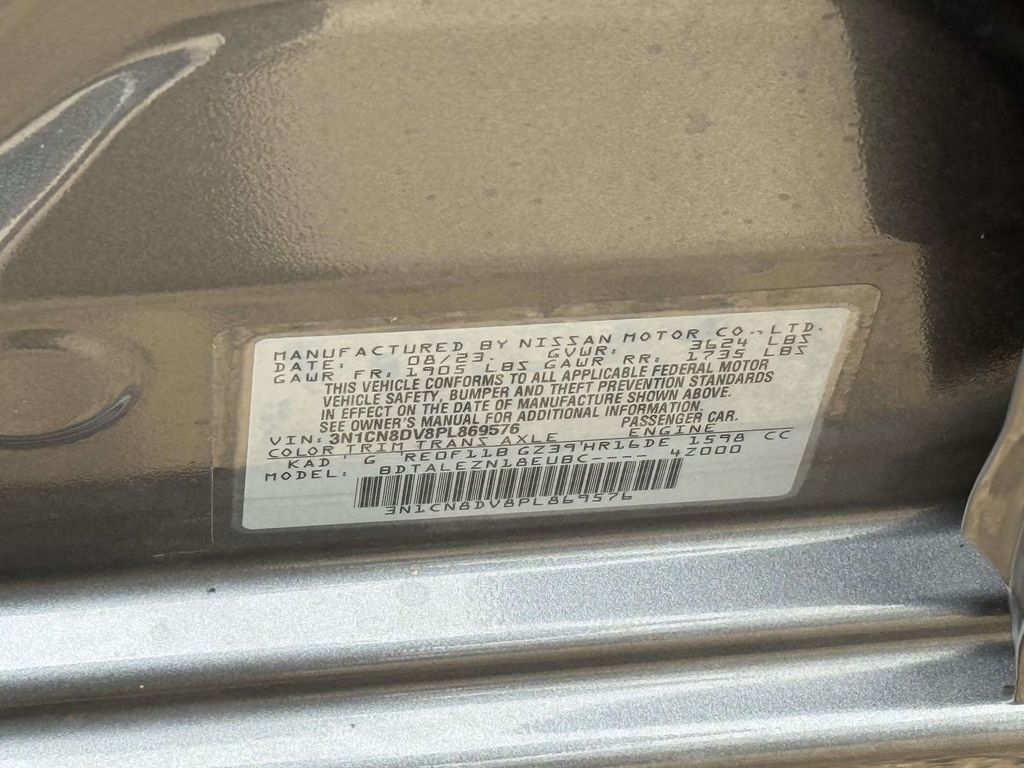 MANUFACTURED BY NISSAN MOTOR CO., LTD.
DATE: 08/23. GVWR: 3624 LBS
GAWR FR: 1905 LBS GAWR RR: 1735 LBS
THIS VEHICLE CONFORMS TO ALL APPLICABLE FEDERAL MOTOR
VEHICLE SAFETY, BUMPER AND THEFT PREVENTION STANDARDS
IN EFFECT ON THE DATE OF MANUFACTURE SHOWN ABOVE.
SEE OWNER'S MANUAL FOR ADDITIONAL INFORMATION.
VIN: 3N1CN8DV8PL869576 PASSENGER CAR.
COLOR TRIM TRANS AXLE ENGINE
KAD G RE0F11B GZ39 HR16DE 1598 CC
MODEL: BDTALEZN18EUBC---- 4Z000
3N1CN8DV8PL869576